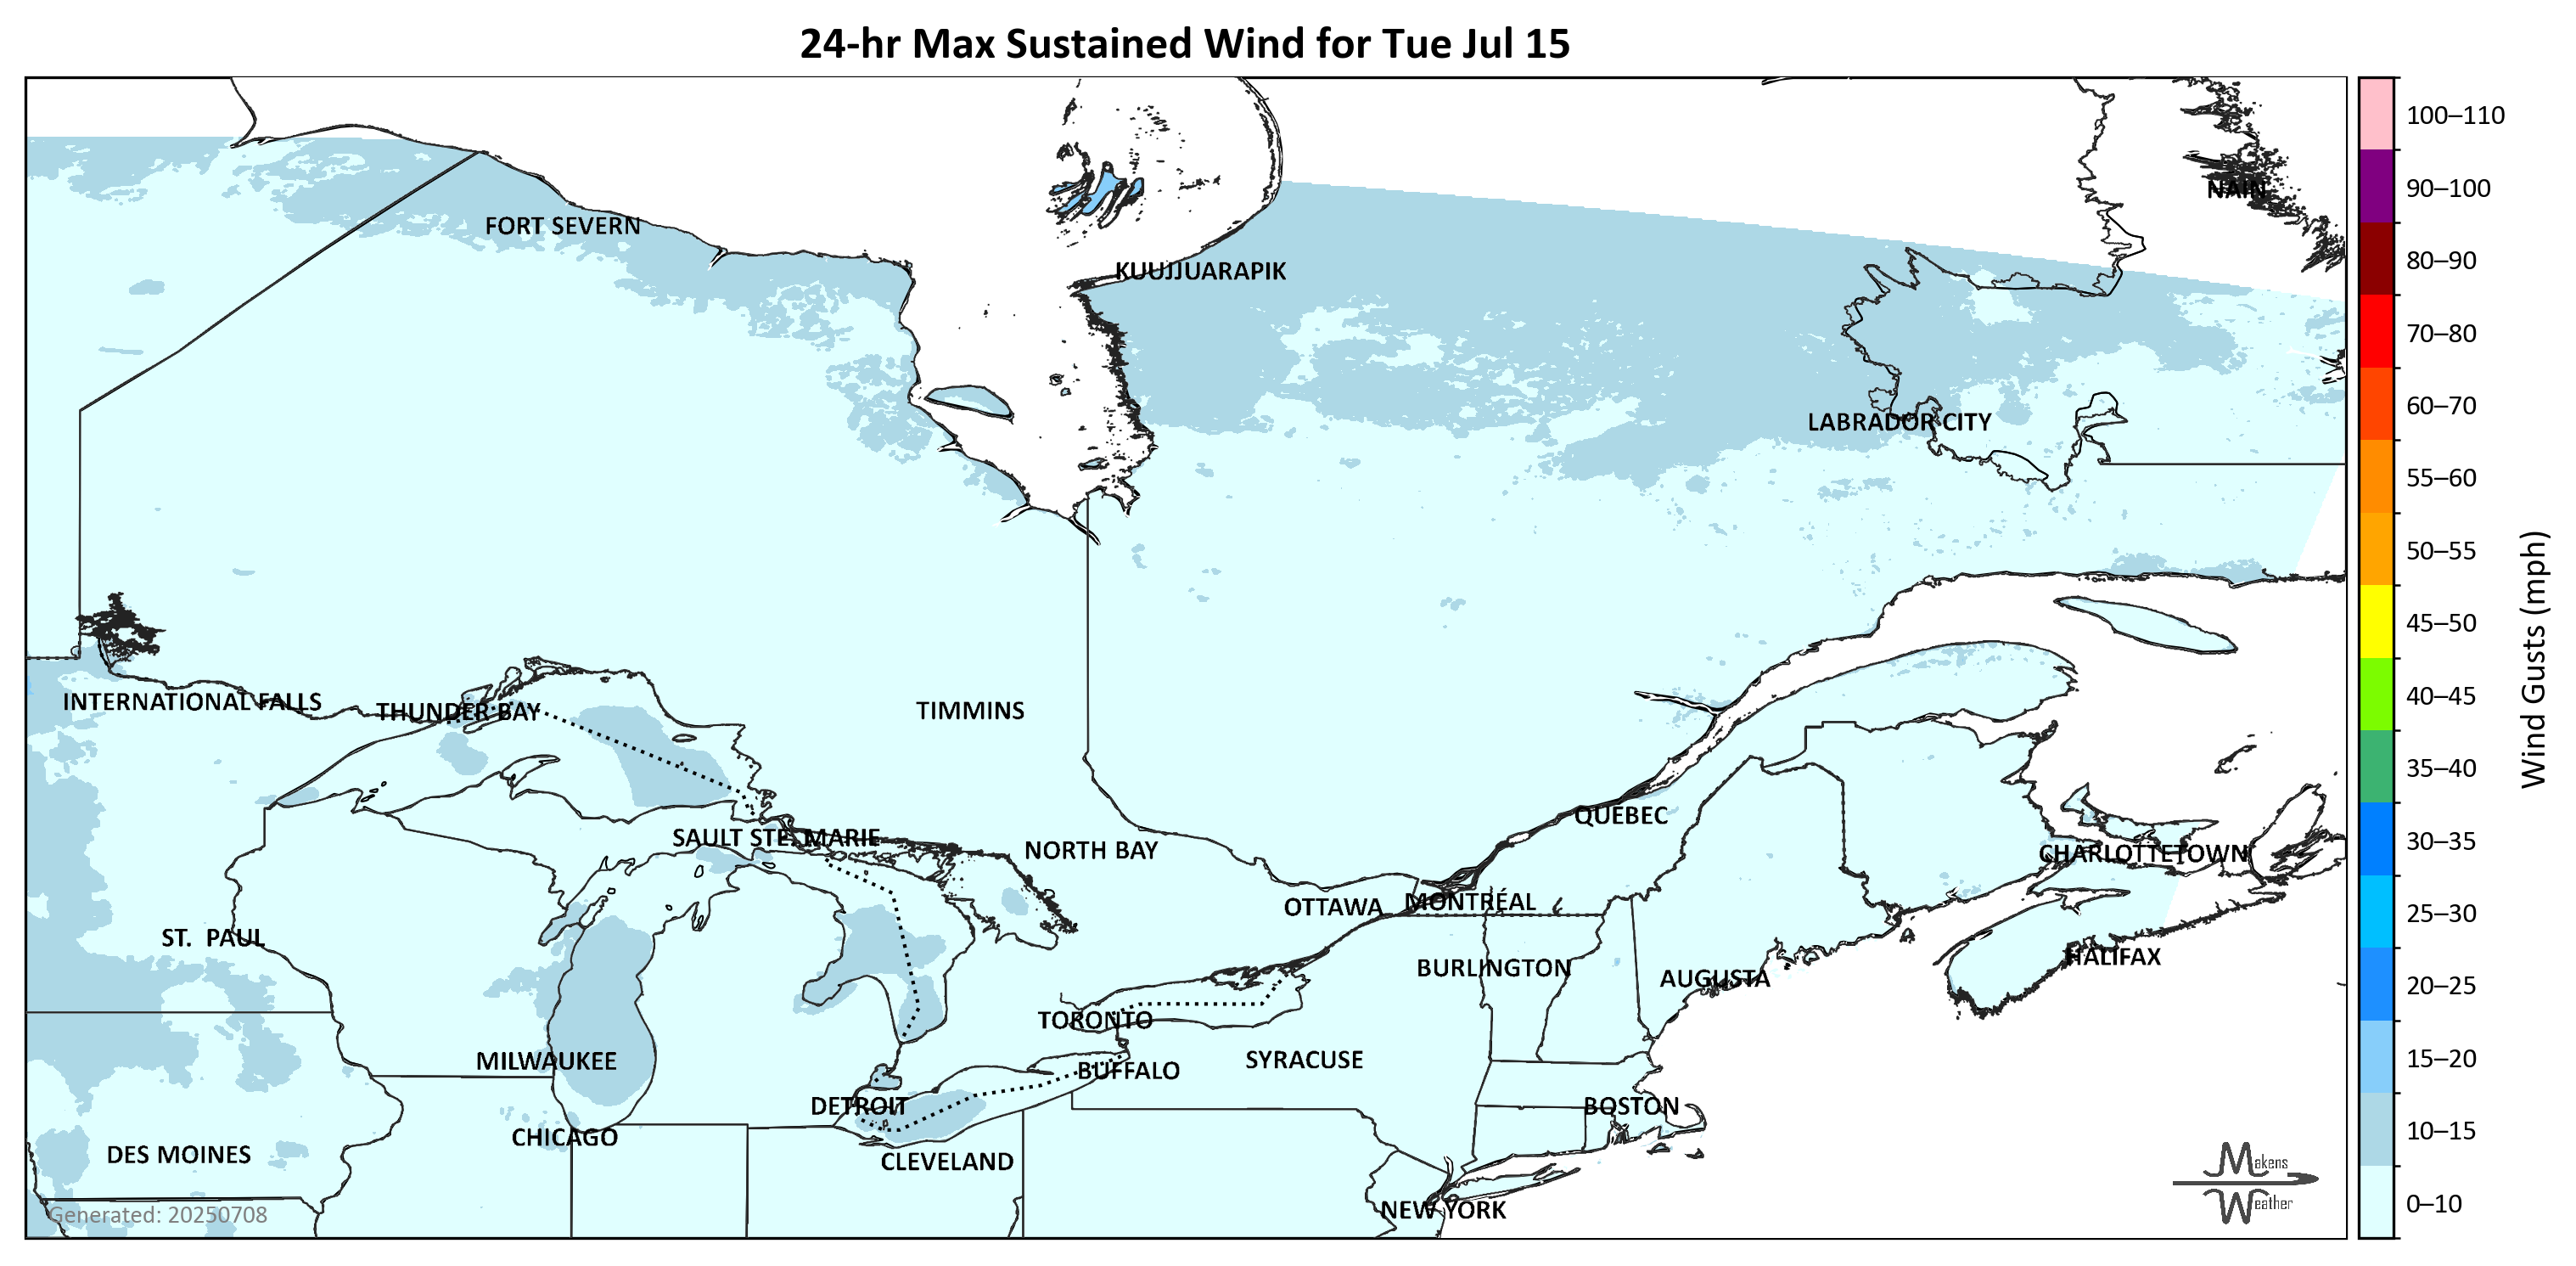 24-hr Max Sustained Wind for Tue Jul 15
100–110
90–100
NAIN
FORT SEVERN
80–90
KUUJJUARAPIK
70–80
60–70
LABRADOR CITY
55–60
50–55
45–50
INTERNATIONAL FALLS
THUNDER BAY
TIMMINS
40–45
35–40
Wind Gusts (mph)
QUÉBEC
SAULT STE. MARIE
NORTH BAY
CHARLOTTETOWN
30–35
OTTAWA
MONTRÉAL
25–30
ST. PAUL
BURLINGTON
AUGUSTA
HALIFAX
20–25
TORONTO
MILWAUKEE
BUFFALO
SYRACUSE
15–20
DETROIT
BOSTON
CHICAGO
10–15
DES MOINES
CLEVELAND
Makens
Weather
NEW YORK
0–10
Generated: 20250708